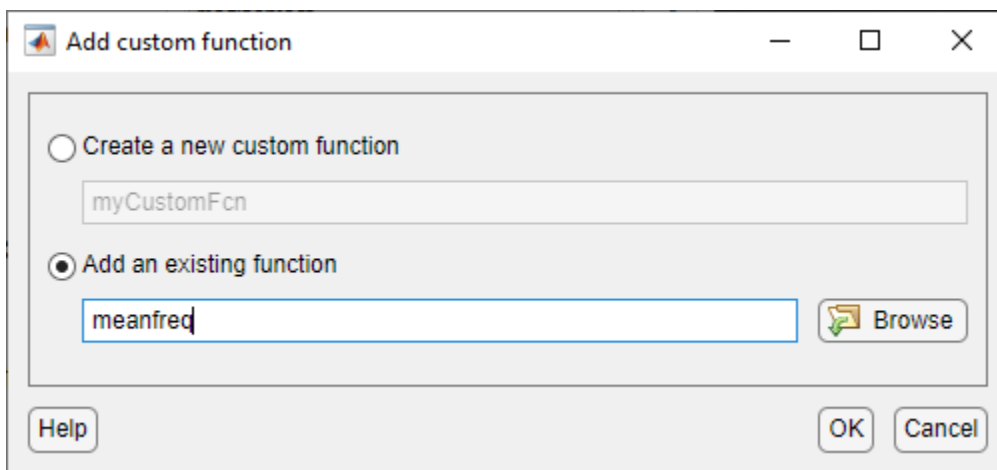 Add custom function
Create a new custom function
myCustomFcn
Add an existing function
meanfreq
Browse
Help
OK
Cancel